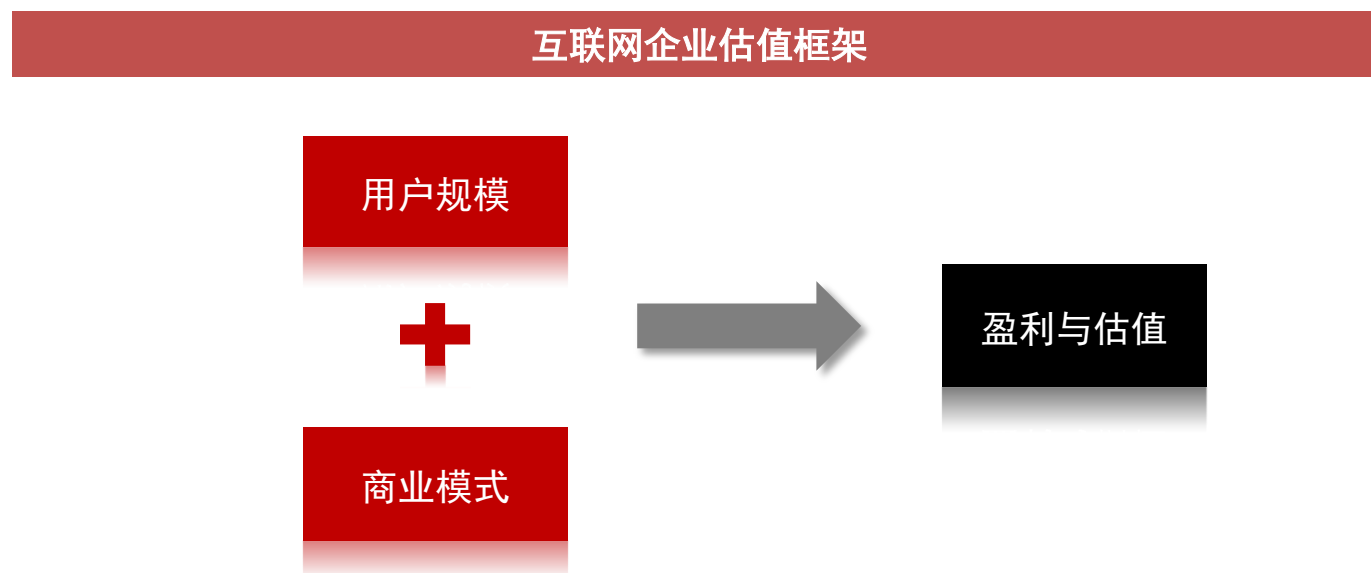 互联网企业估值框架
用户规模
商业模式
盈利与估值